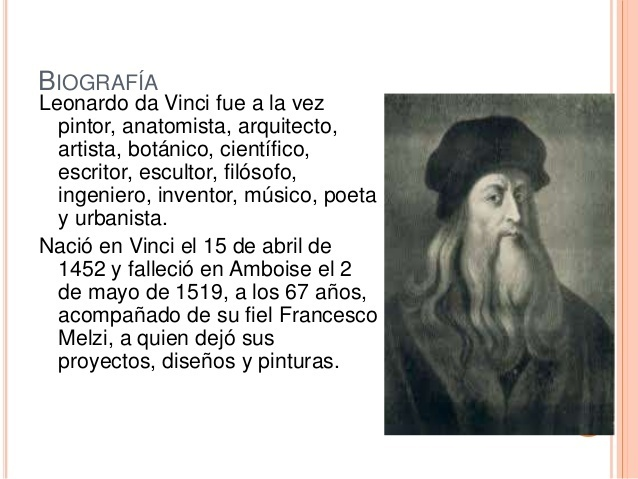 BIOGRAFÍA
Leonardo da Vinci fue a la vez
pintor, anatomista, arquitecto,
artista, botánico, científico,
escritor, escultor, filósofo,
ingeniero, inventor, músico, poeta
y urbanista.
Nació en Vinci el 15 de abril de
1452 y falleció en Amboise el 2
de mayo de 1519, a los 67 años,
acompañado de su fiel Francesco
Melzi, a quien dejó sus
proyectos, diseños y pinturas.